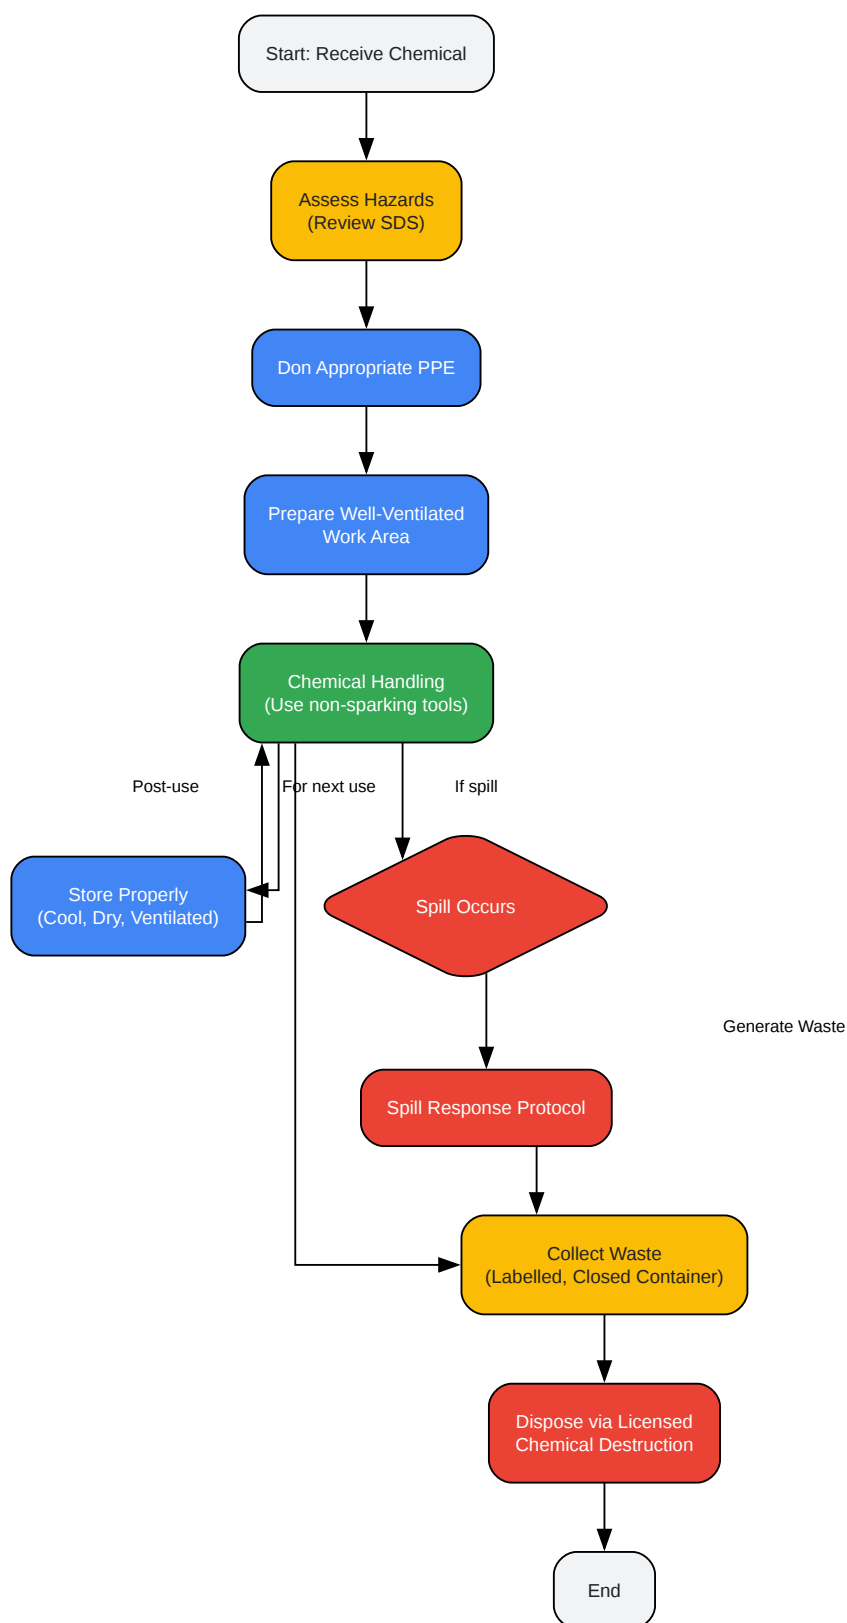 Start: Receive Chemical
Assess Hazards
(Review SDS)
Don Appropriate PPE
Prepare Well-Ventilated
Work Area
Chemical Handling
(Use non-sparking tools)
Post-use
For next use
If spill
Store Properly
(Cool, Dry, Ventilated)
Spill Occurs
Generate Waste
Spill Response Protocol
Collect Waste
(Labelled, Closed Container)
Dispose via Licensed
Chemical Destruction
End